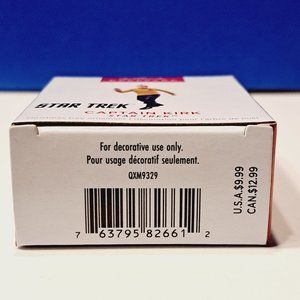 STAR TREK
CAPTAIN KIRK
STAR TREK
For decorative use only.
Pour usage décoratif seulement.
QXM9329
7 63795 82661 2
U.S.A.$9.99
CAN.$12.99